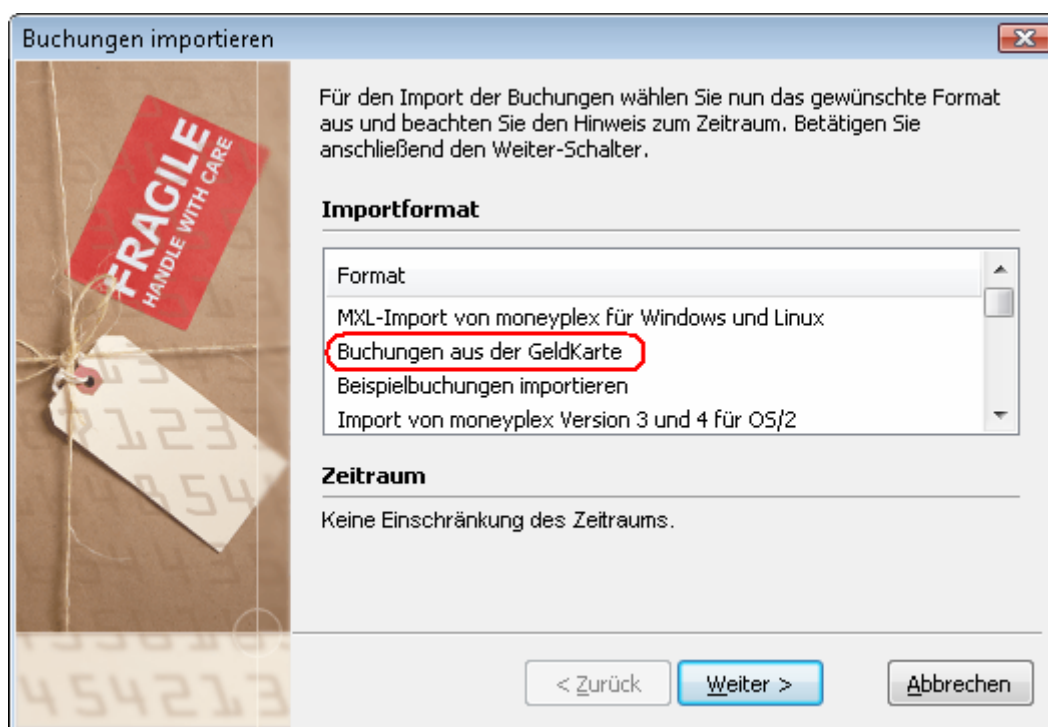 Buchungen importieren
Für den Import der Buchungen wählen Sie nun das gewünschte Format
aus und beachten Sie den Hinweis zum Zeitraum. Betätigen Sie
anschließend den Weiter-Schalter.
FRAGILE
HANDLE WITH CARE
Importformat
Format
MXL-Import von moneyplex für Windows und Linux
Buchungen aus der GeldKarte
Beispielbuchungen importieren
Import von moneyplex Version 3 und 4 für OS/2
Zeitraum
Keine Einschränkung des Zeitraums.
454213
< Zurück
Weiter >
Abbrechen